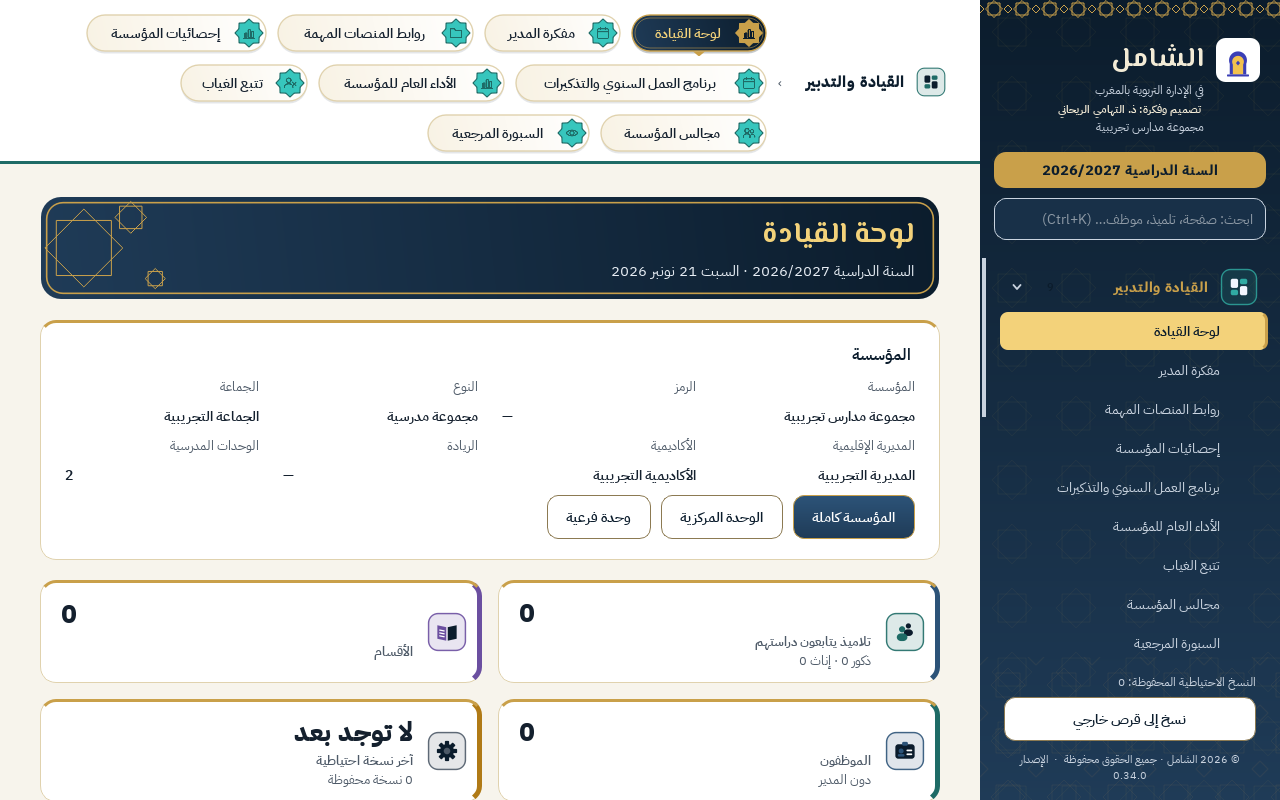 الشامل
في الإدارة التربوية بالمغرب
تصميم وفكرة: ذ. التهامي الريحاني
مجموعة مدارس تجريبية
السنة الدراسية 2026/2027
ابحث: صفحة، تلميذ، موظف... (Ctrl+K)
القيادة والتدبير
9
لوحة القيادة
مفكرة المدير
روابط المنصات المهمة
إحصائيات المؤسسة
برنامج العمل السنوي والتذكيرات
الأداء العام للمؤسسة
تتبع الغياب
مجالس المؤسسة
السبورة المرجعية
النسخ الاحتياطية المحفوظة: 0
نسخ إلى قرص خارجي
© 2026 الشامل · جميع الحقوق محفوظة · الإصدار
0.34.0
القيادة والتدبير ›
لوحة القيادة
مفكرة المدير
روابط المنصات المهمة
إحصائيات المؤسسة
برنامج العمل السنوي والتذكيرات
الأداء العام للمؤسسة
تتبع الغياب
مجالس المؤسسة
السبورة المرجعية
لوحة القيادة
السنة الدراسية 2026/2027 · السبت 21 نونبر 2026
المؤسسة
المؤسسة الرمز النوع الجماعة
مجموعة مدارس تجريبية — مجموعة مدرسية الجماعة التجريبية
المديرية الإقليمية الأكاديمية الريادة الوحدات المدرسية
المديرية التجريبية الأكاديمية التجريبية — 2
المؤسسة كاملة الوحدة المركزية وحدة فرعية
0
تلاميذ يتابعون دراستهم
ذكور 0 · إناث 0
0
الأقسام
0
الموظفون
دون المدير
لا توجد بعد
آخر نسخة احتياطية
0 نسخة محفوظة